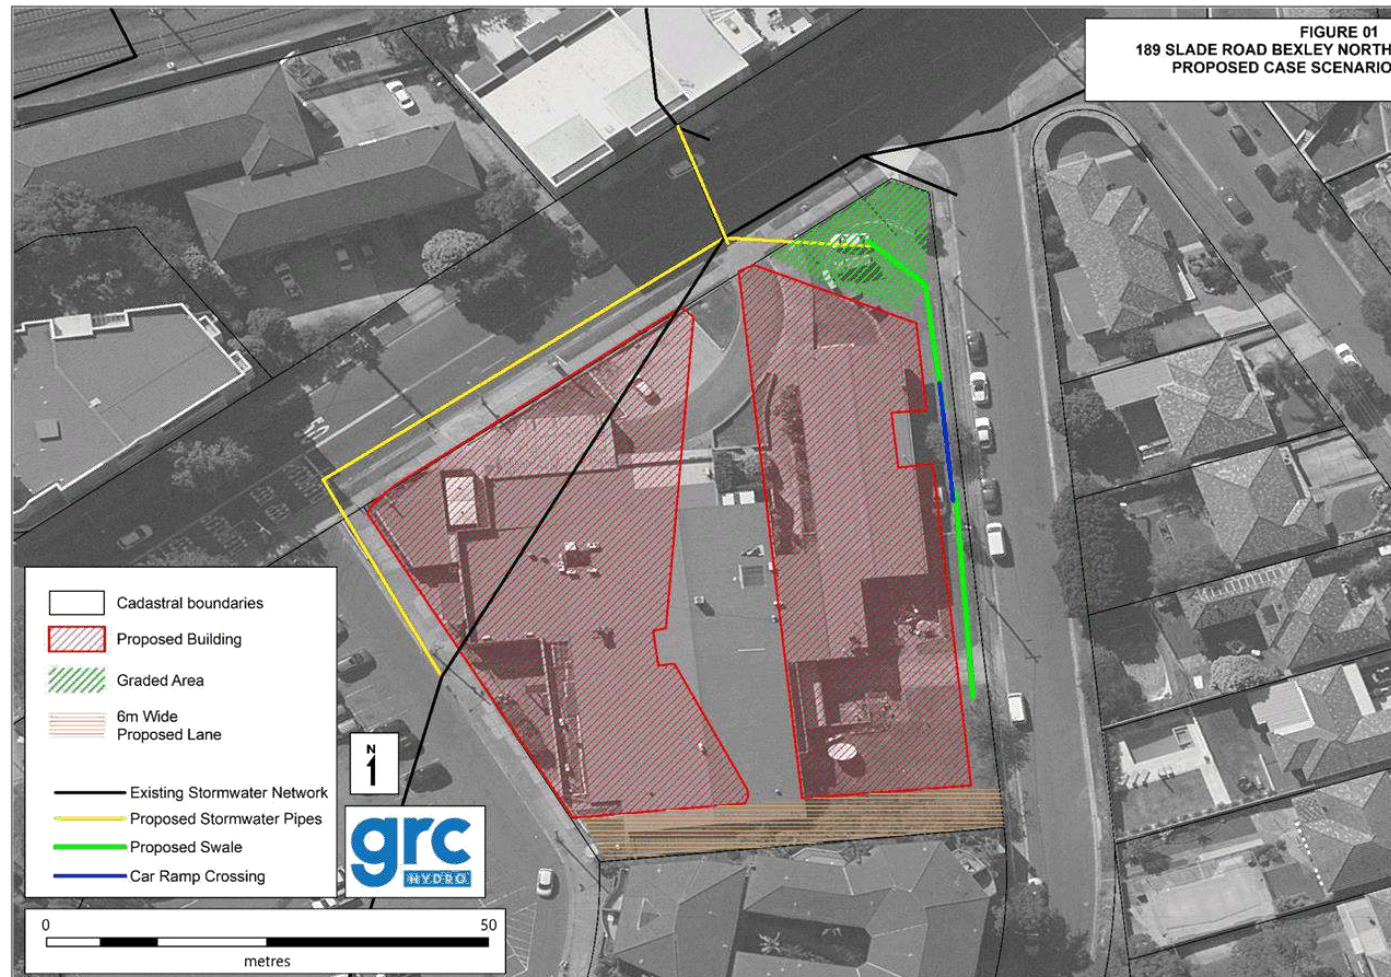 FIGURE 01
189 SLADE ROAD BEXLEY NORTH
PROPOSED CASE SCENARIO
Cadastral boundaries
Proposed Building
Graded Area
6m Wide
Proposed Lane
Existing Stormwater Network
Proposed Stormwater Pipes
Proposed Swale
Car Ramp Crossing
N
grc
HYDRO
0 50
metres